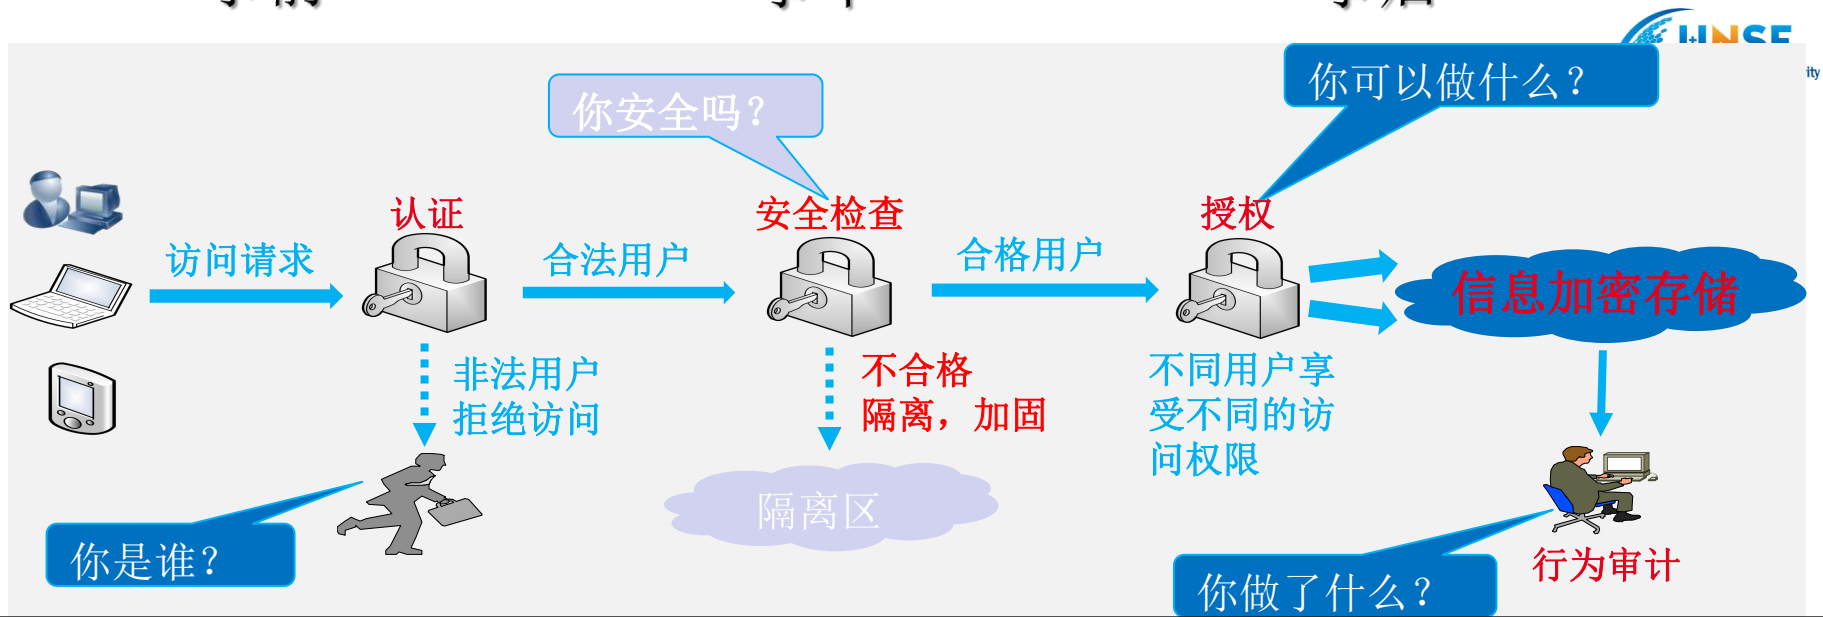 你可以做什么？
ity
你安全吗？
认证
安全检查
授权
访问请求
合法用户
合格用户
信息加密存储
非法用户
拒绝访问
不合格
隔离，加固
不同用户享
受不同的访
问权限
隔离区
你是谁？
行为审计
你做了什么？